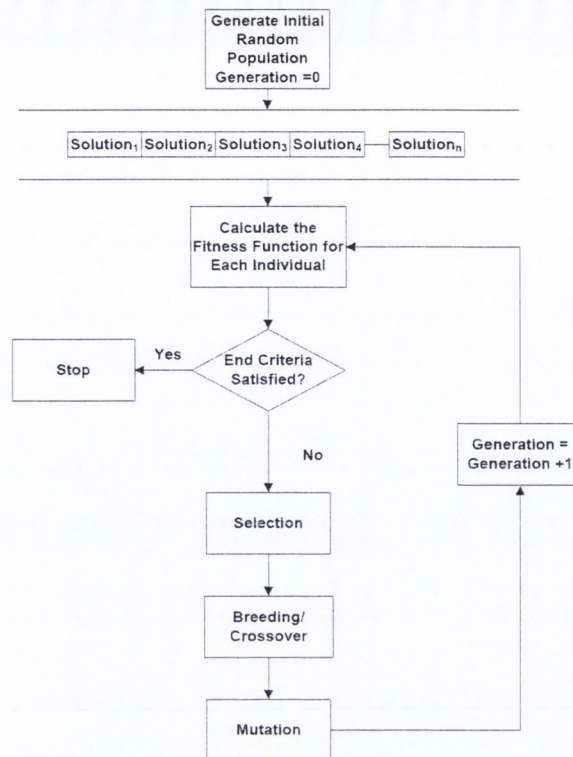 Generate Initial
Random
Population
Generation =0
Solution₁ Solution₂ Solution₃ Solution₄ Solutionₙ
Calculate the
Fitness Function for
Each Individual
Yes
End Criteria
Satisfied?
Stop
No
Generation =
Generation +1
Selection
Breeding/
Crossover
Mutation